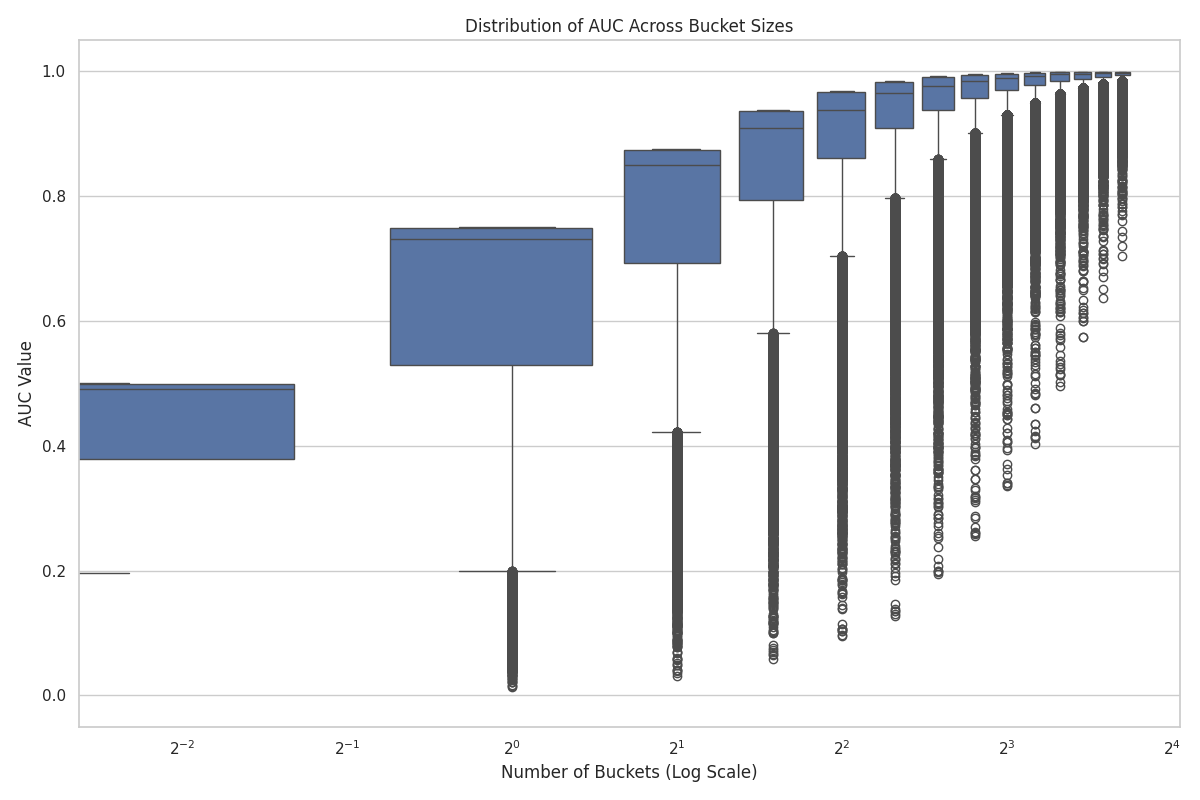 Distribution of AUC Across Bucket Sizes
AUC Value
1.0
0.8
0.6
0.4
0.2
0.0
2⁻² 2⁻¹ 2⁰ 2¹ 2² 2³ 2⁴
Number of Buckets (Log Scale)